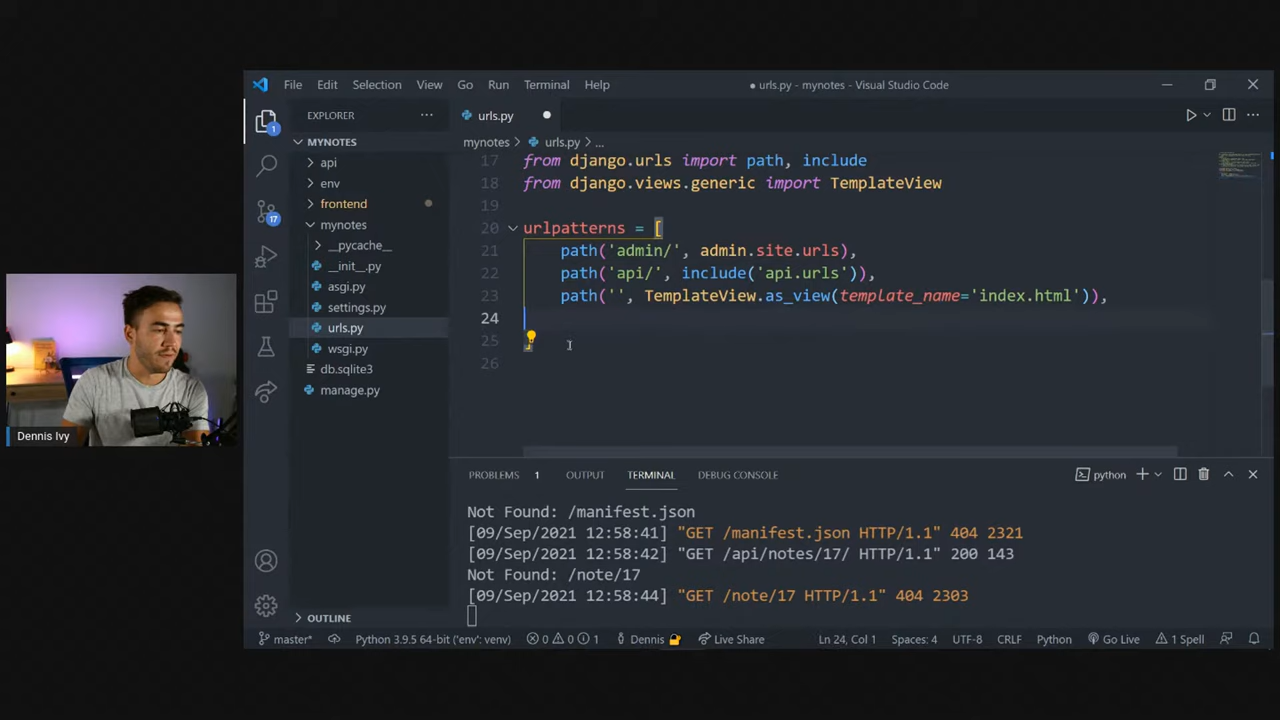 File Edit Selection View Go Run Terminal Help
● urls.py - mynotes - Visual Studio Code
EXPLORER
MYNOTES
api
env
frontend
mynotes
__pycache__
__init__.py
asgi.py
settings.py
urls.py
wsgi.py
db.sqlite3
manage.py
OUTLINE
1
17
urls.py
mynotes > urls.py > ...
17 from django.urls import path, include
18 from django.views.generic import TemplateView
19
20 urlpatterns = [
21 path('admin/', admin.site.urls),
22 path('api/', include('api.urls')),
23 path('', TemplateView.as_view(template_name='index.html')),
24
25 ]
26
PROBLEMS 1 OUTPUT TERMINAL DEBUG CONSOLE
python
Not Found: /manifest.json
[09/Sep/2021 12:58:41] "GET /manifest.json HTTP/1.1" 404 2321
[09/Sep/2021 12:58:42] "GET /api/notes/17/ HTTP/1.1" 200 143
Not Found: /note/17
[09/Sep/2021 12:58:44] "GET /note/17 HTTP/1.1" 404 2303
master* Python 3.9.5 64-bit ('env': venv) 0 0 1 Dennis Live Share Ln 24, Col 1 Spaces: 4 UTF-8 CRLF Python Go Live 1 Spell
Dennis Ivy